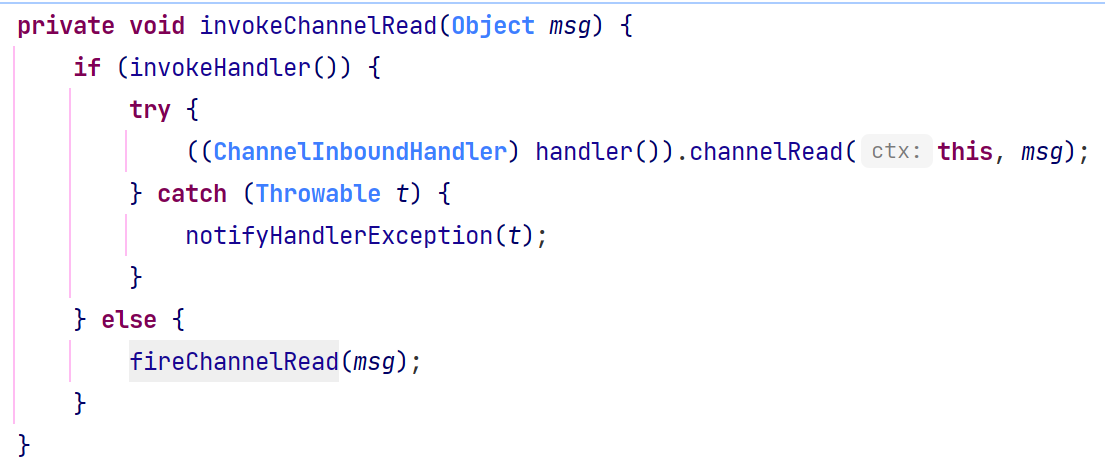 private void invokeChannelRead(Object msg) {
    if (invokeHandler()) {
        try {
            ((ChannelInboundHandler) handler()).channelRead( ctx: this, msg);
        } catch (Throwable t) {
            notifyHandlerException(t);
        }
    } else {
        fireChannelRead(msg);
    }
}